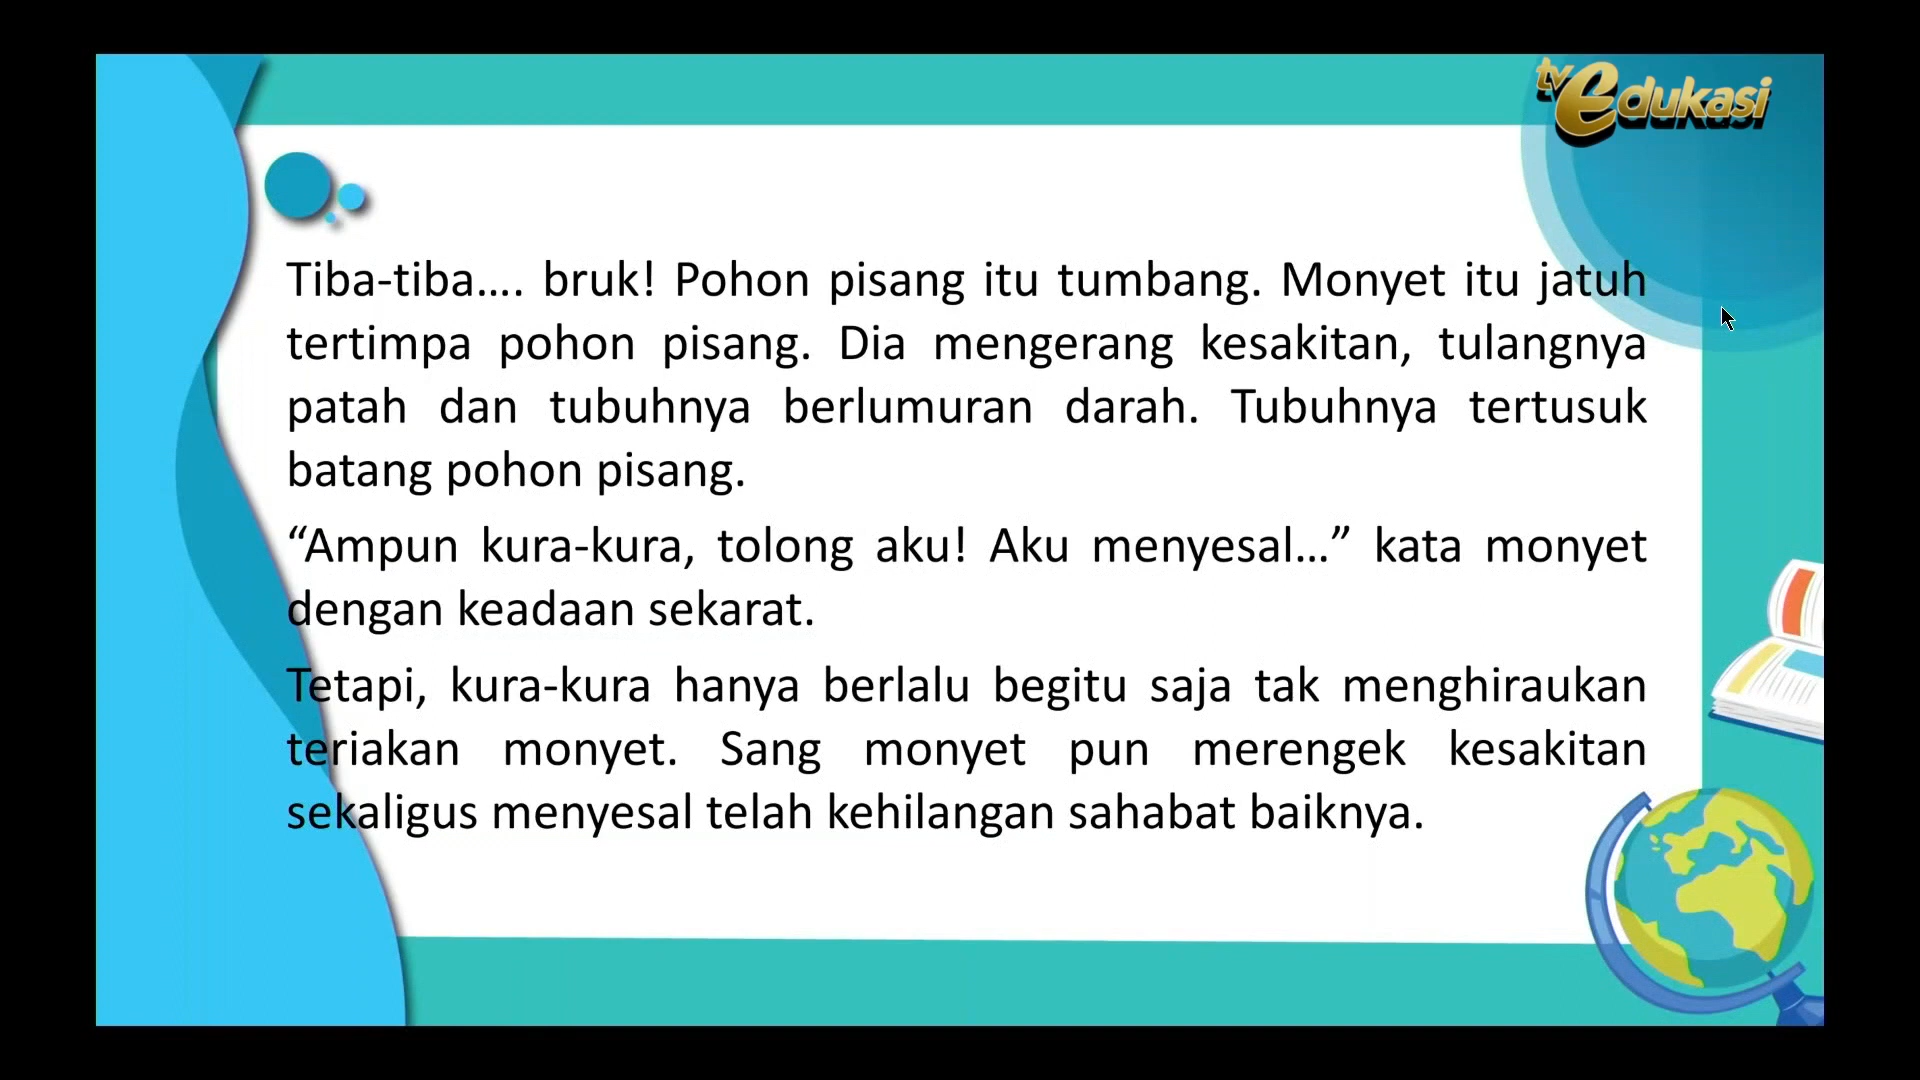 tv edukasi
Tiba-tiba…. bruk! Pohon pisang itu tumbang. Monyet itu jatuh
tertimpa pohon pisang. Dia mengerang kesakitan, tulangnya
patah dan tubuhnya berlumuran darah. Tubuhnya tertusuk
batang pohon pisang.
“Ampun kura-kura, tolong aku! Aku menyesal…” kata monyet
dengan keadaan sekarat.
Tetapi, kura-kura hanya berlalu begitu saja tak menghiraukan
teriakan monyet. Sang monyet pun merengek kesakitan
sekaligus menyesal telah kehilangan sahabat baiknya.